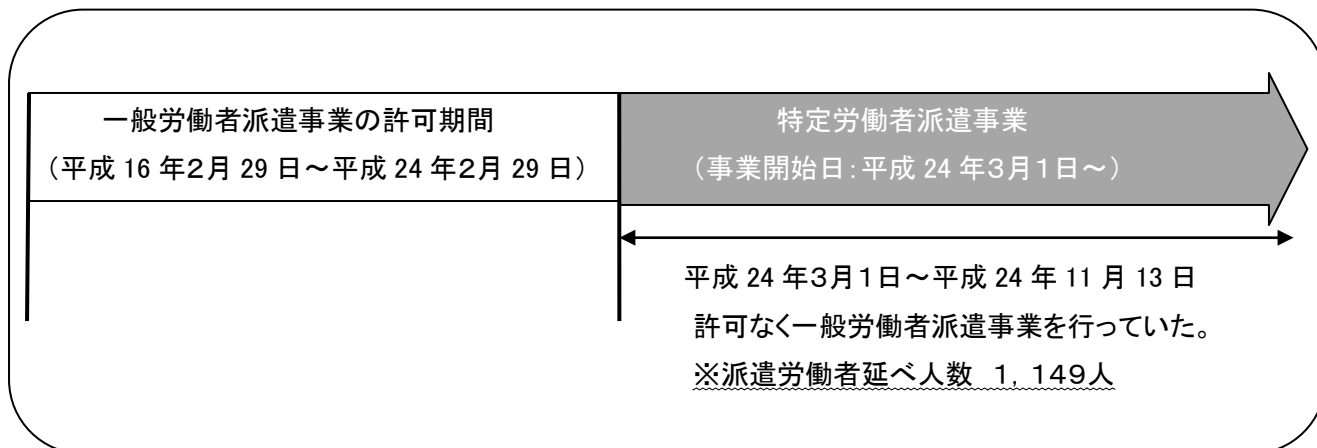 一般労働者派遣事業の許可期間
（平成 16 年２月 29 日～平成 24 年２月 29 日）
特定労働者派遣事業
（事業開始日：平成 24 年３月１日～）
平成 24 年３月１日～平成 24 年 11 月 13 日
許可なく一般労働者派遣事業を行っていた。
※派遣労働者延べ人数　１，１４９人